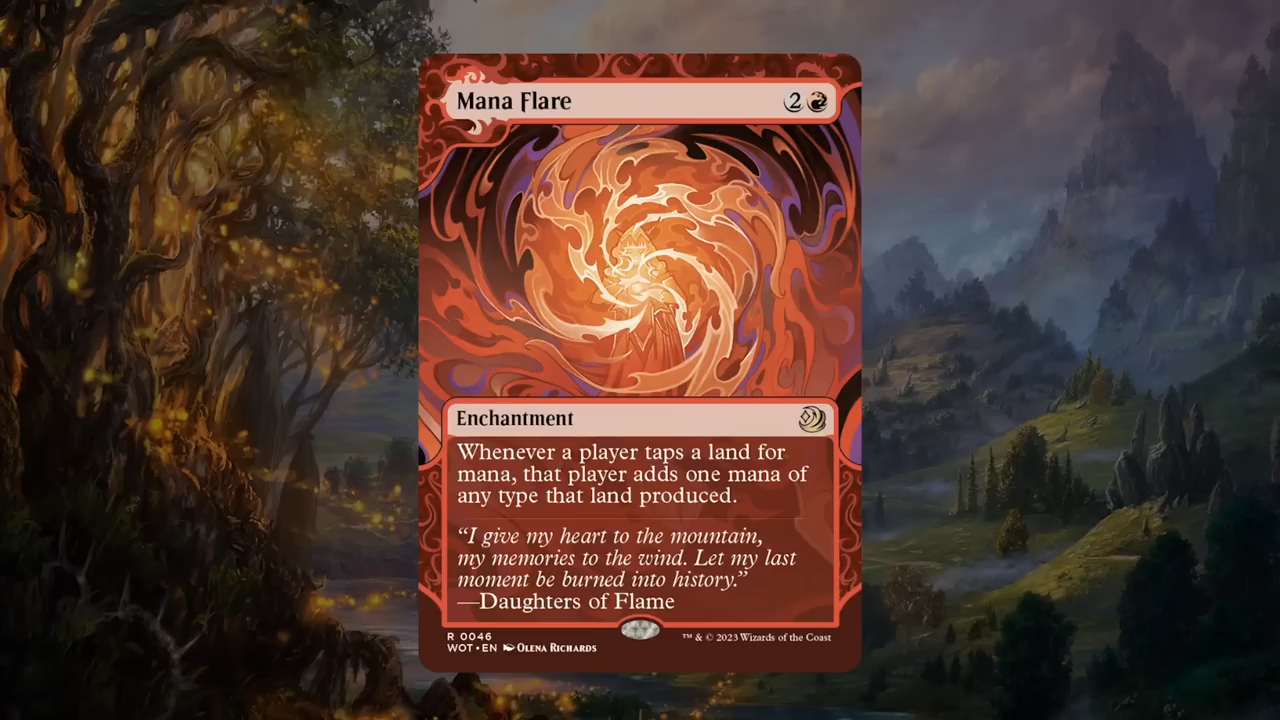 Mana Flare 2
Enchantment
Whenever a player taps a land for
mana, that player adds one mana of
any type that land produced.
“I give my heart to the mountain,
my memories to the wind. Let my last
moment be burned into history.”
—Daughters of Flame
R 0046 ™ & © 2023 Wizards of the Coast
WOT • EN Olena Richards